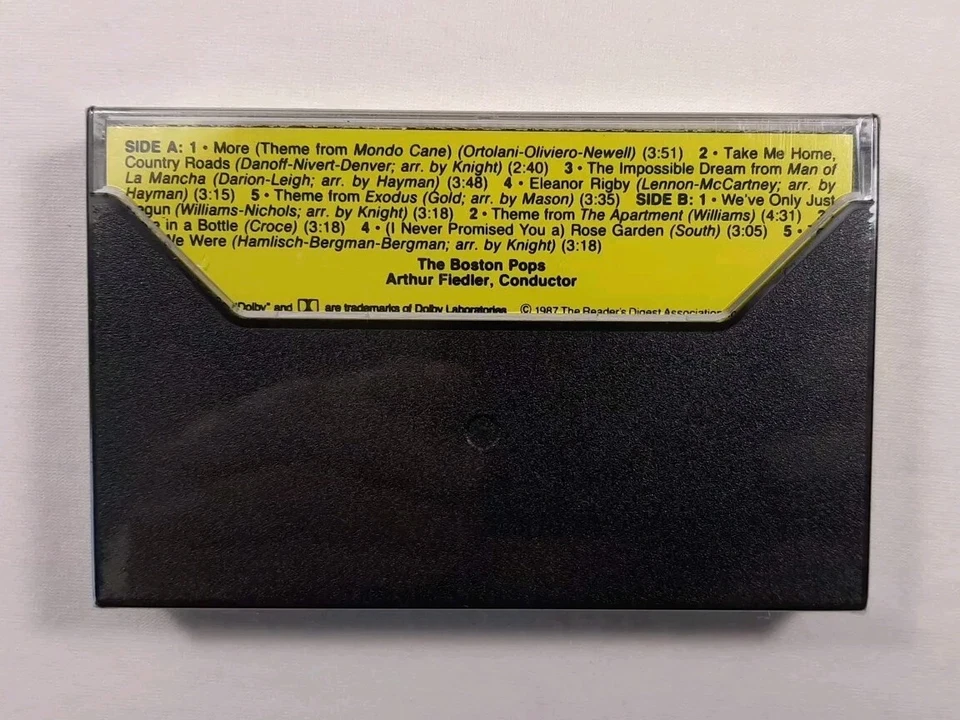 SIDE A: 1 • More (Theme from Mondo Cane) (Ortolani-Oliviero-Newell) (3:51) 2 • Take Me Home,
Country Roads (Danoff-Nivert-Denver; arr. by Knight) (2:40) 3 • The Impossible Dream from Man of
La Mancha (Darion-Leigh; arr. by Hayman) (3:48) 4 • Eleanor Rigby (Lennon-McCartney; arr. by
Hayman) (3:15) 5 • Theme from Exodus (Gold; arr. by Mason) (3:35) SIDE B: 1 • We've Only Just
(Williams-Nichols; arr. by Knight) (3:18) 2 • Theme from The Apartment (Williams) (4:31)
in a Bottle (Croce) (3:18) 4 • (I Never Promised You a) Rose Garden (South) (3:05) 5 •
We Were (Hamlisch-Bergman-Bergman; arr. by Knight) (3:18)
The Boston Pops
Arthur Fiedler, Conductor
"Dolby" and are trademarks of Dolby Laboratories © 1987 The Reader's Digest Association